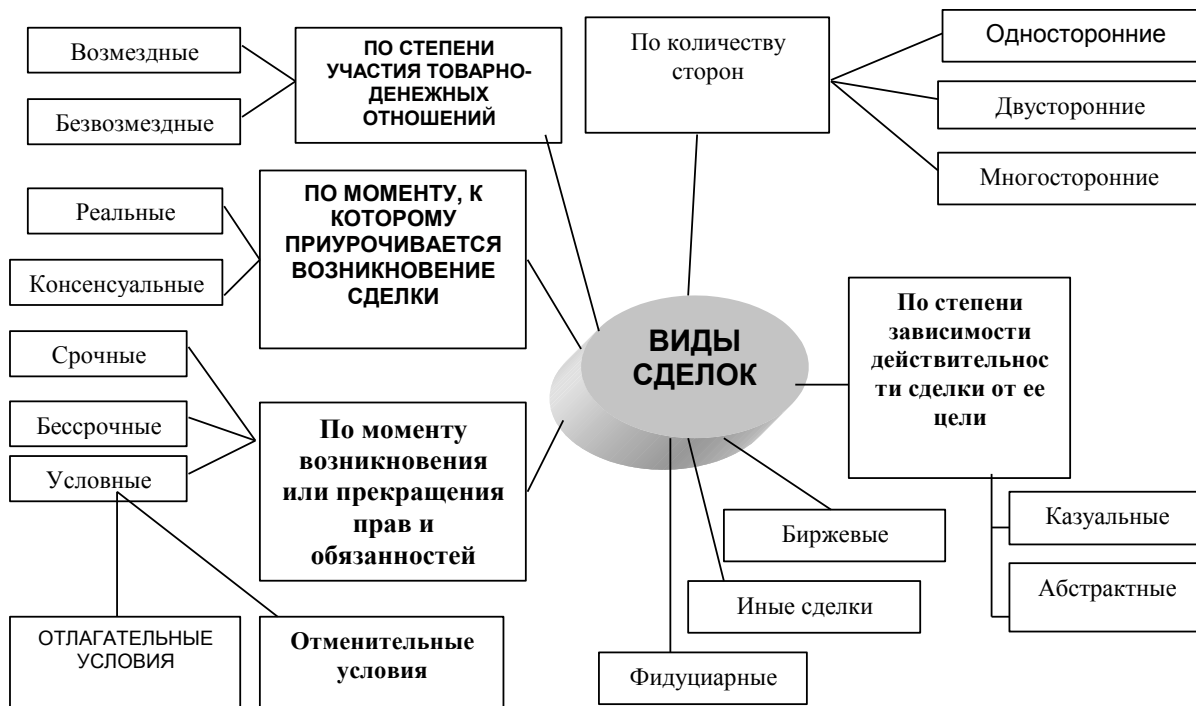 Возмездные
Безвозмездные
ПО СТЕПЕНИ
УЧАСТИЯ ТОВАРНО-
ДЕНЕЖНЫХ
ОТНОШЕНИЙ
По количеству
сторон
Односторонние
Двусторонние
Многосторонние
Реальные
Консенсуальные
ПО МОМЕНТУ, К
КОТОРОМУ
ПРИУРОЧИВАЕТСЯ
ВОЗНИКНОВЕНИЕ
СДЕЛКИ
ВИДЫ
СДЕЛОК
По степени
зависимости
действительнос
ти сделки от ее
цели
Срочные
Бессрочные
Условные
По моменту
возникновения
или прекращения
прав и
обязанностей
Казуальные
Абстрактные
Биржевые
Иные сделки
Фидуциарные
ОТЛАГАТЕЛЬНЫЕ
УСЛОВИЯ
Отменительные
условия